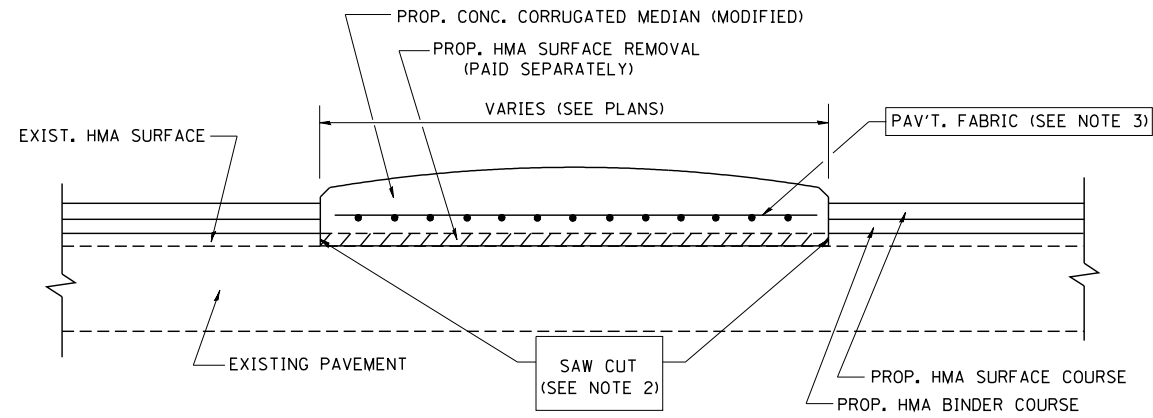 PROP. CONC. CORRUGATED MEDIAN (MODIFIED)
PROP. HMA SURFACE REMOVAL
(PAID SEPARATELY)
VARIES (SEE PLANS)
PAV'T. FABRIC (SEE NOTE 3)
EXIST. HMA SURFACE
EXISTING PAVEMENT
SAW CUT
(SEE NOTE 2)
PROP. HMA SURFACE COURSE
PROP. HMA BINDER COURSE